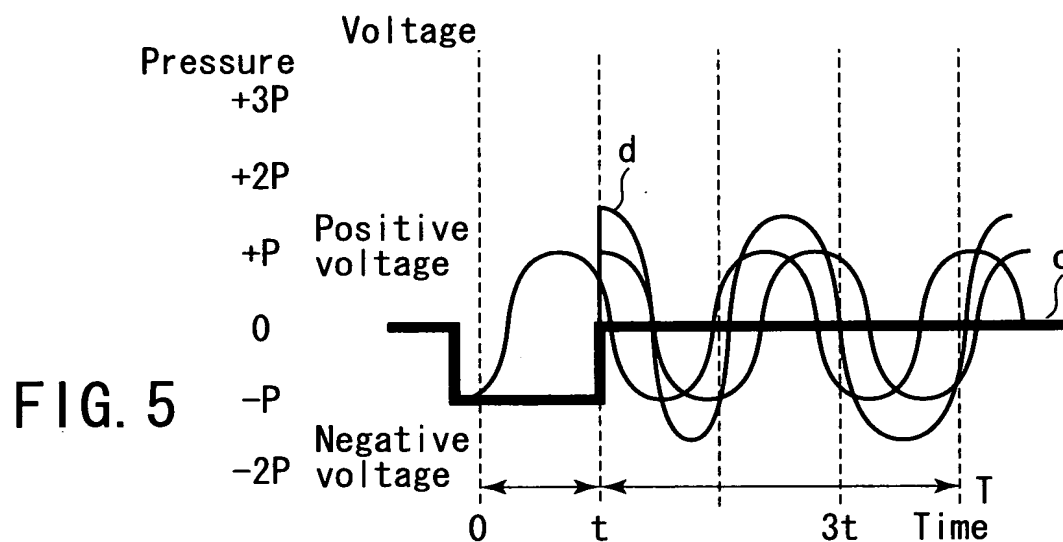 Voltage
Pressure
+3P
+2P
d
Positive
voltage
+P
0
c
-P
FIG. 5
Negative
voltage
-2P
T
0 t 3t Time